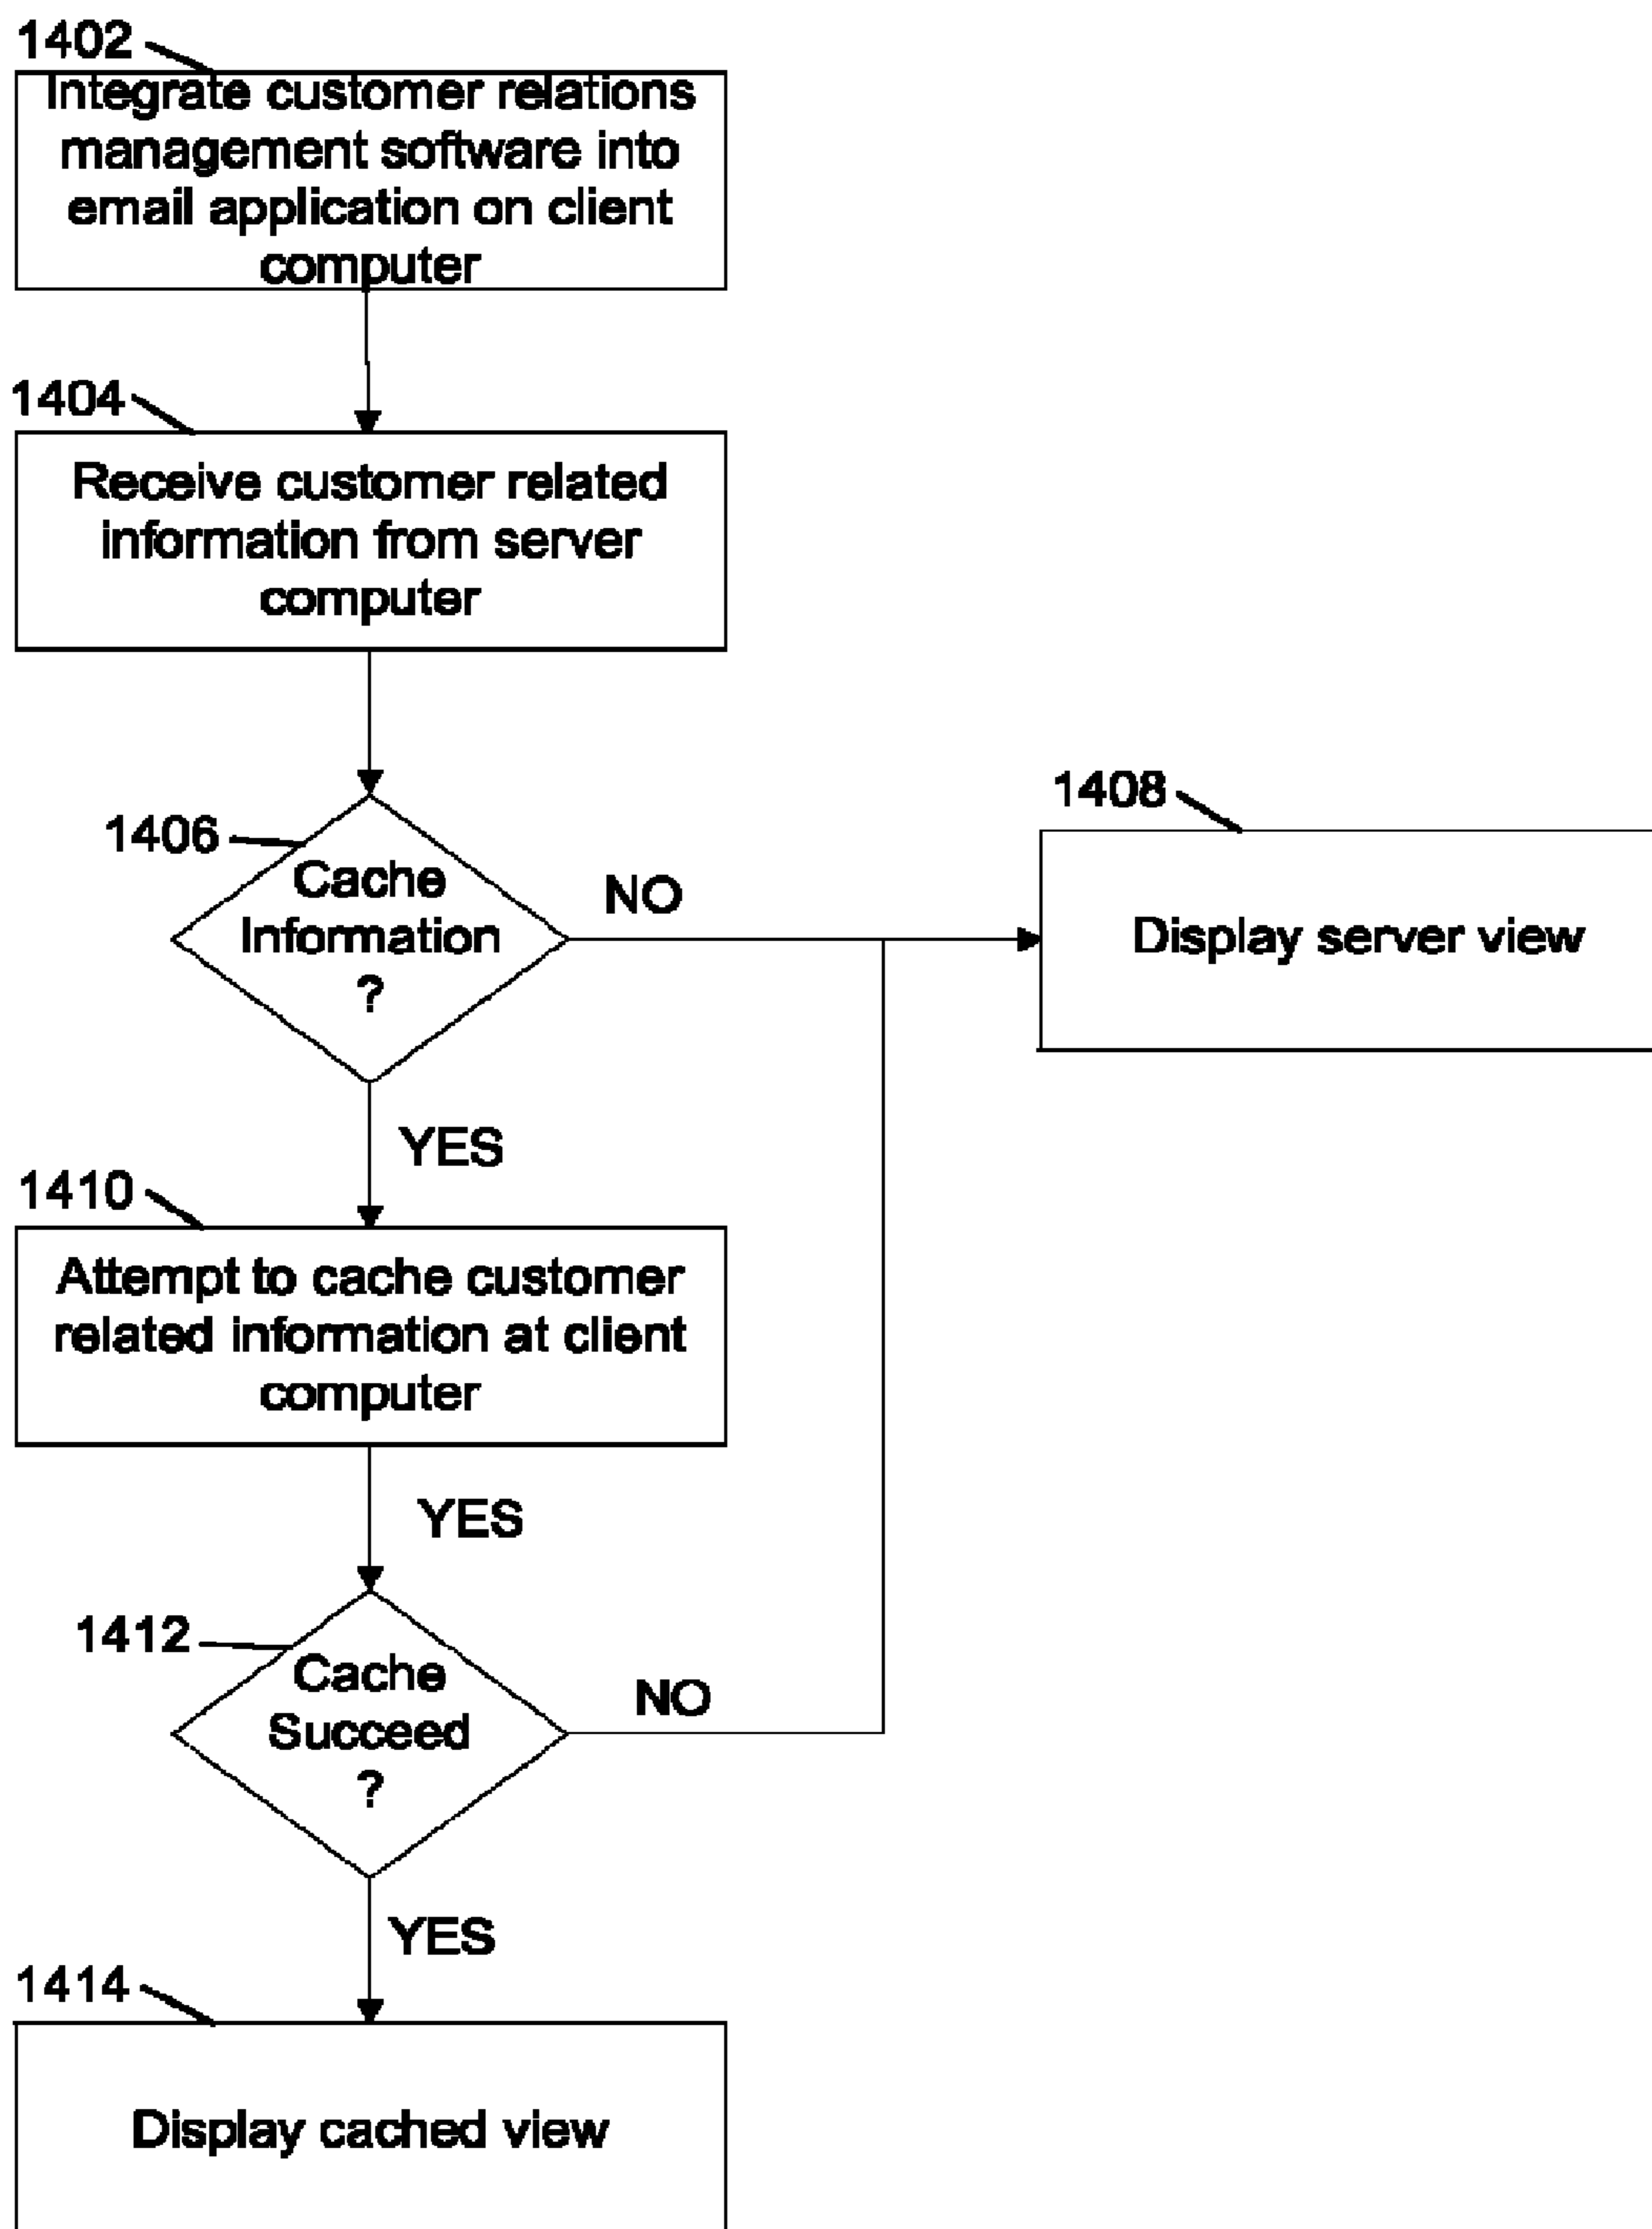 1402
Integrate customer relations
management software into
email application on client
computer
1404
Receive customer related
information from server
computer
1406
Cache
Information
?
NO
1408
Display server view
YES
1410
Attempt to cache customer
related information at client
computer
YES
1412
Cache
Succeed
?
NO
YES
1414
Display cached view